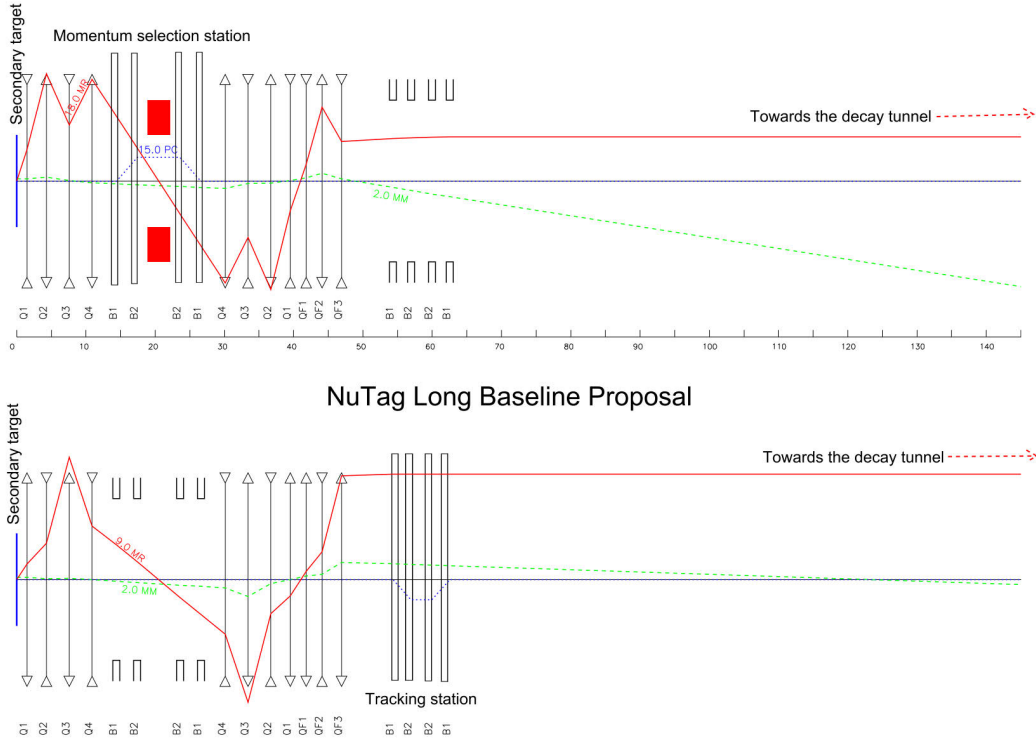 Secondary target
Momentum selection station
18.0 MR
15.0 PC
2.0 MM
Towards the decay tunnel
Q1 Q2 Q3 Q4 B1 B2 B2 B1 Q4 Q3 Q2 Q1 QF1 QF2 QF3 B1 B2 B2 B1
0 10 20 30 40 50 60 70 80 90 100 110 120 130 140
NuTag Long Baseline Proposal
Secondary target
9.0 MR
2.0 MM
Towards the decay tunnel
Tracking station
Q1 Q2 Q3 Q4 B1 B2 B2 B1 Q4 Q3 Q2 Q1 QF1 QF2 QF3 B1 B2 B2 B1